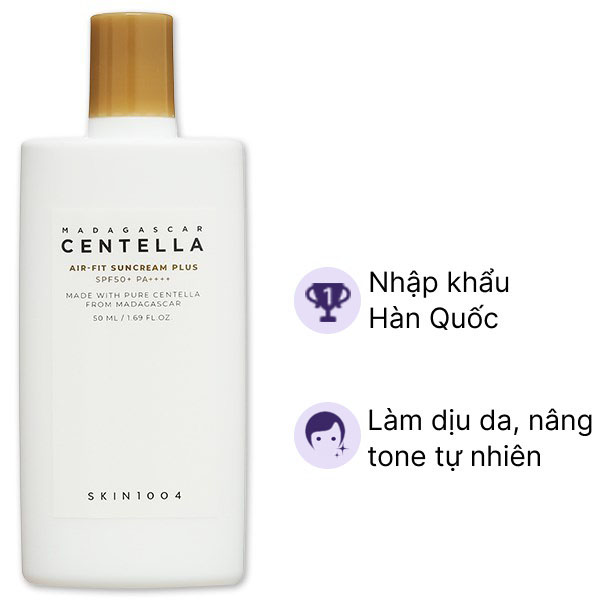 MADAGASCAR
CENTELLA
AIR-FIT SUNCREAM PLUS
SPF50+ PA++++
MADE WITH PURE CENTELLA
FROM MADAGASCAR
50 ML / 1.69 FL.OZ.
SKIN1004
1
Nhập khẩu
Hàn Quốc
Làm dịu da, nâng
tone tự nhiên